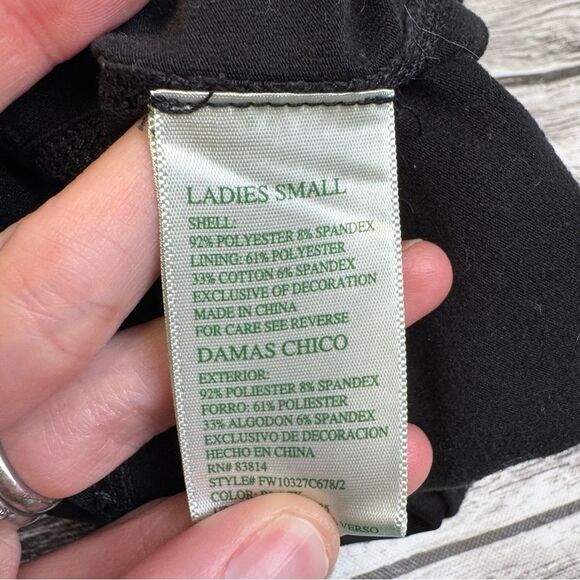 LADIES SMALL
SHELL:
92% POLYESTER 8% SPANDEX
LINING: 61% POLYESTER
33% COTTON 6% SPANDEX
EXCLUSIVE OF DECORATION
MADE IN CHINA
FOR CARE SEE REVERSE
DAMAS CHICO
EXTERIOR:
92% POLIESTER 8% SPANDEX
FORRO: 61% POLIESTER
33% ALGODON 6% SPANDEX
EXCLUSIVO DE DECORACION
HECHO EN CHINA
RN# 83814
STYLE# FW10327C678/2
COLOR:
VERSO